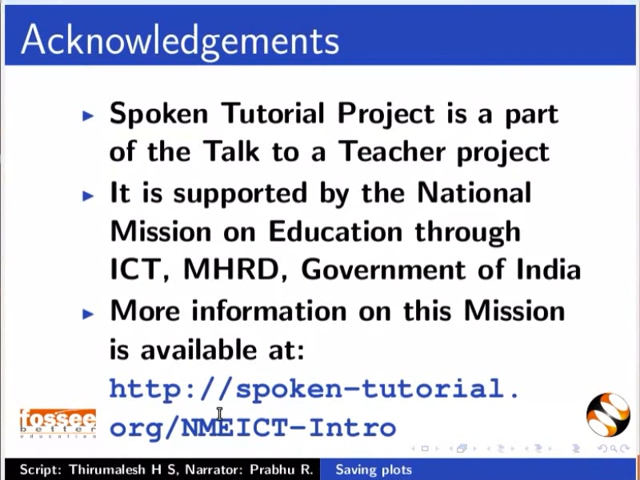 Acknowledgements
Spoken Tutorial Project is a part
of the Talk to a Teacher project
It is supported by the National
Mission on Education through
ICT, MHRD, Government of India
More information on this Mission
is available at:
http://spoken-tutorial.
org/NMEICT-Intro
fossee
better
education
Script: Thirumalesh H S, Narrator: Prabhu R.
Saving plots